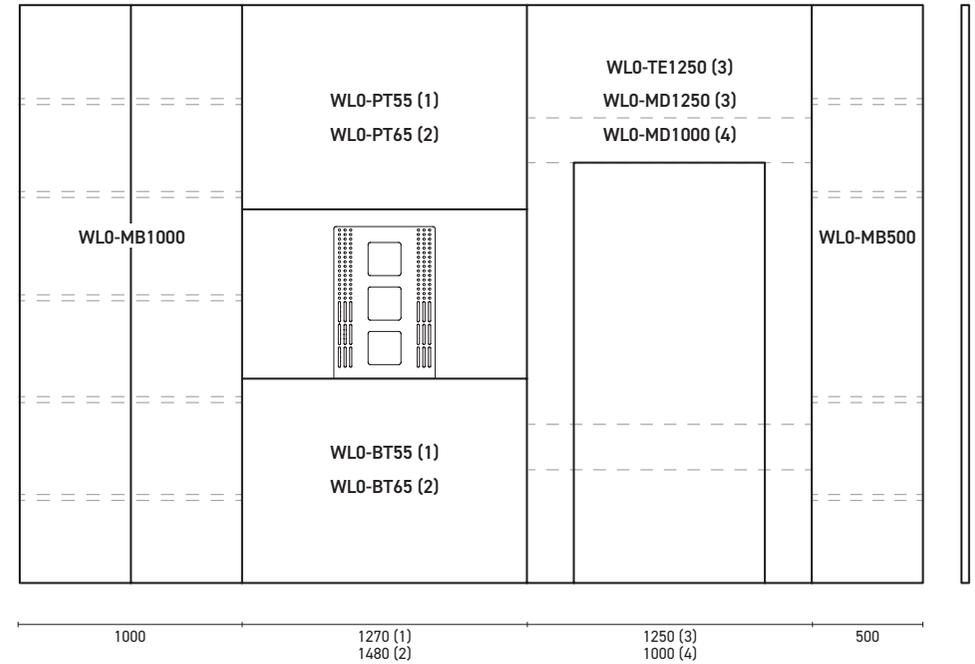 WL0-TE1250 (3)
WL0-PT55 (1)
WL0-MD1250 (3)
WL0-PT65 (2)
WL0-MD1000 (4)
WL0-MB1000
WL0-MB500
WL0-BT55 (1)
WL0-BT65 (2)
1000
1270 (1)
1250 (3)
500
1480 (2)
1000 (4)